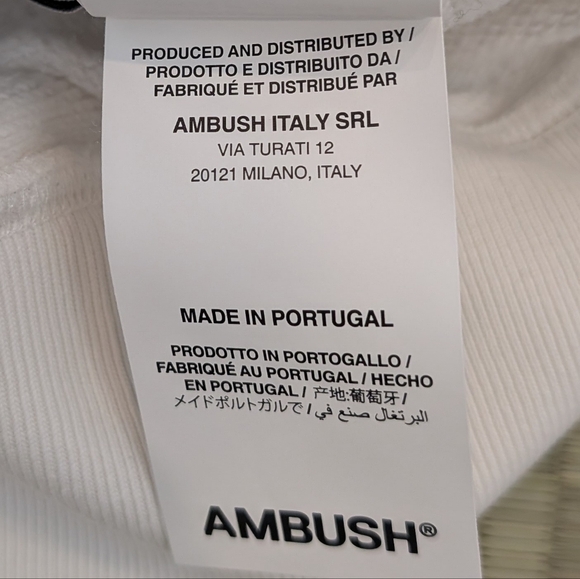 PRODUCED AND DISTRIBUTED BY /
PRODOTTO E DISTRIBUITO DA /
FABRIQUÉ ET DISTRIBUÉ PAR
AMBUSH ITALY SRL
VIA TURATI 12
20121 MILANO, ITALY
MADE IN PORTUGAL
PRODOTTO IN PORTOGALLO /
FABRIQUÉ AU PORTUGAL / HECHO
EN PORTUGAL / 产地:葡萄牙 /
メイドポルトガルで / البرتغال صنع في
AMBUSH®